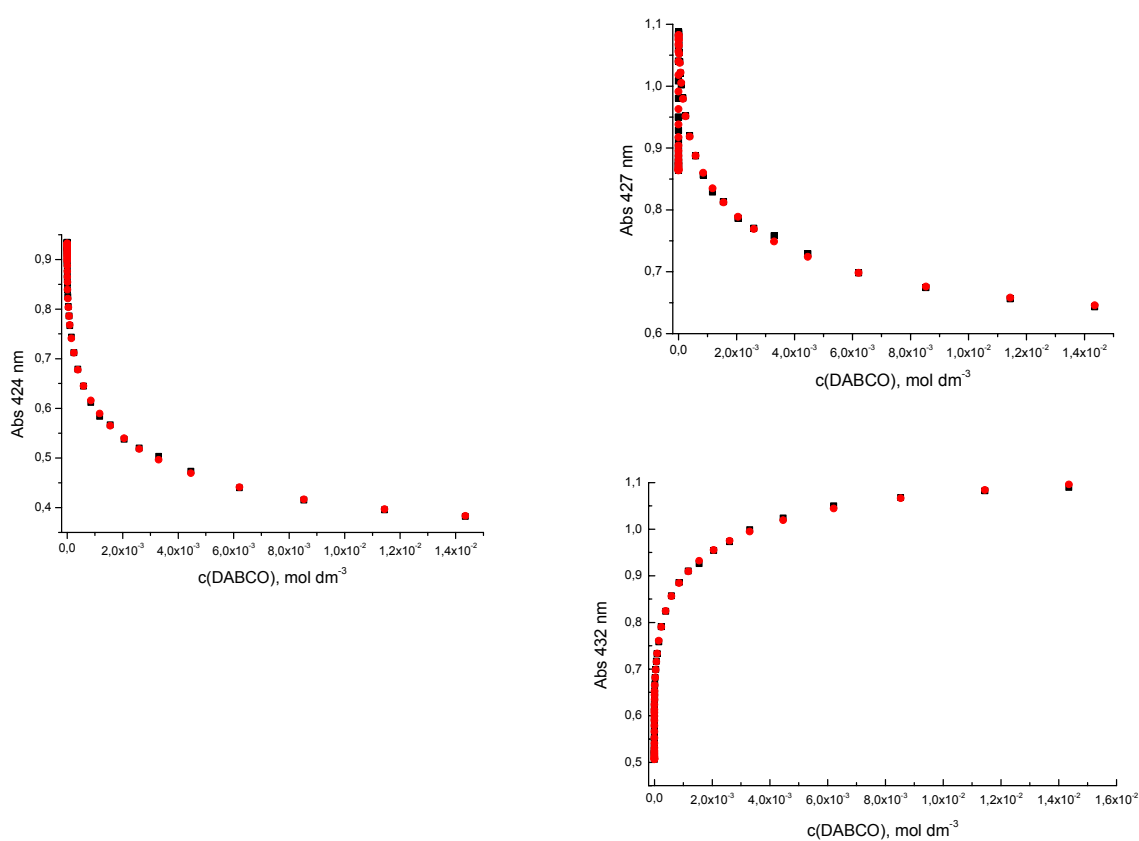 Abs 424 nm
0,9
0,8
0,7
0,6
0,5
0,4
0,0 2,0x10⁻³ 4,0x10⁻³ 6,0x10⁻³ 8,0x10⁻³ 1,0x10⁻² 1,2x10⁻² 1,4x10⁻²
c(DABCO), mol dm⁻³
Abs 427 nm
1,1
1,0
0,9
0,8
0,7
0,6
0,0 2,0x10⁻³ 4,0x10⁻³ 6,0x10⁻³ 8,0x10⁻³ 1,0x10⁻² 1,2x10⁻² 1,4x10⁻²
c(DABCO), mol dm⁻³
Abs 432 nm
1,1
1,0
0,9
0,8
0,7
0,6
0,5
0,0 2,0x10⁻³ 4,0x10⁻³ 6,0x10⁻³ 8,0x10⁻³ 1,0x10⁻² 1,2x10⁻² 1,4x10⁻² 1,6x10⁻²
c(DABCO), mol dm⁻³